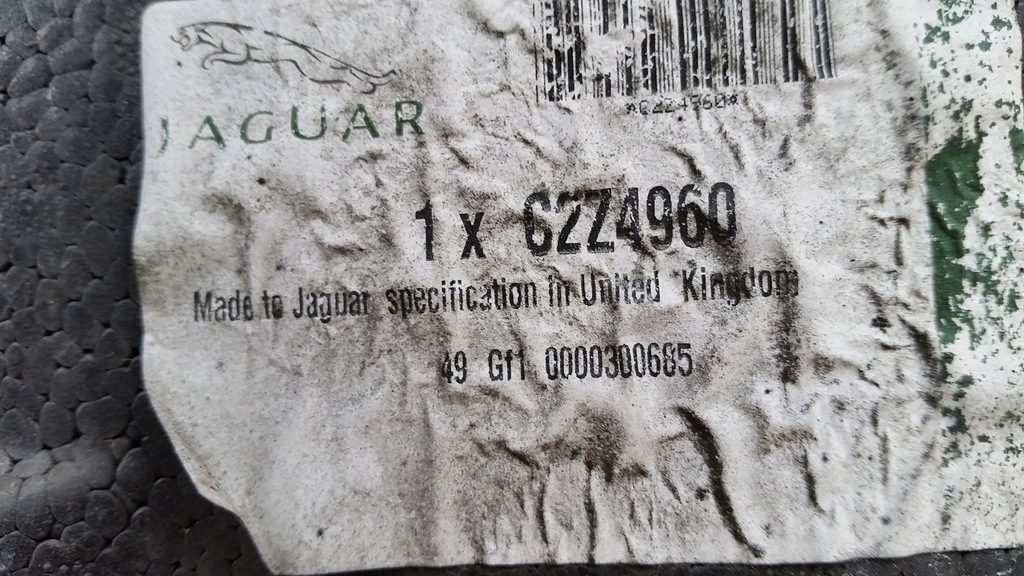 *C2Z4960*
JAGUAR
1 x C2Z4960
Made to Jaguar specification in United Kingdom
49 Gf1 0000300685